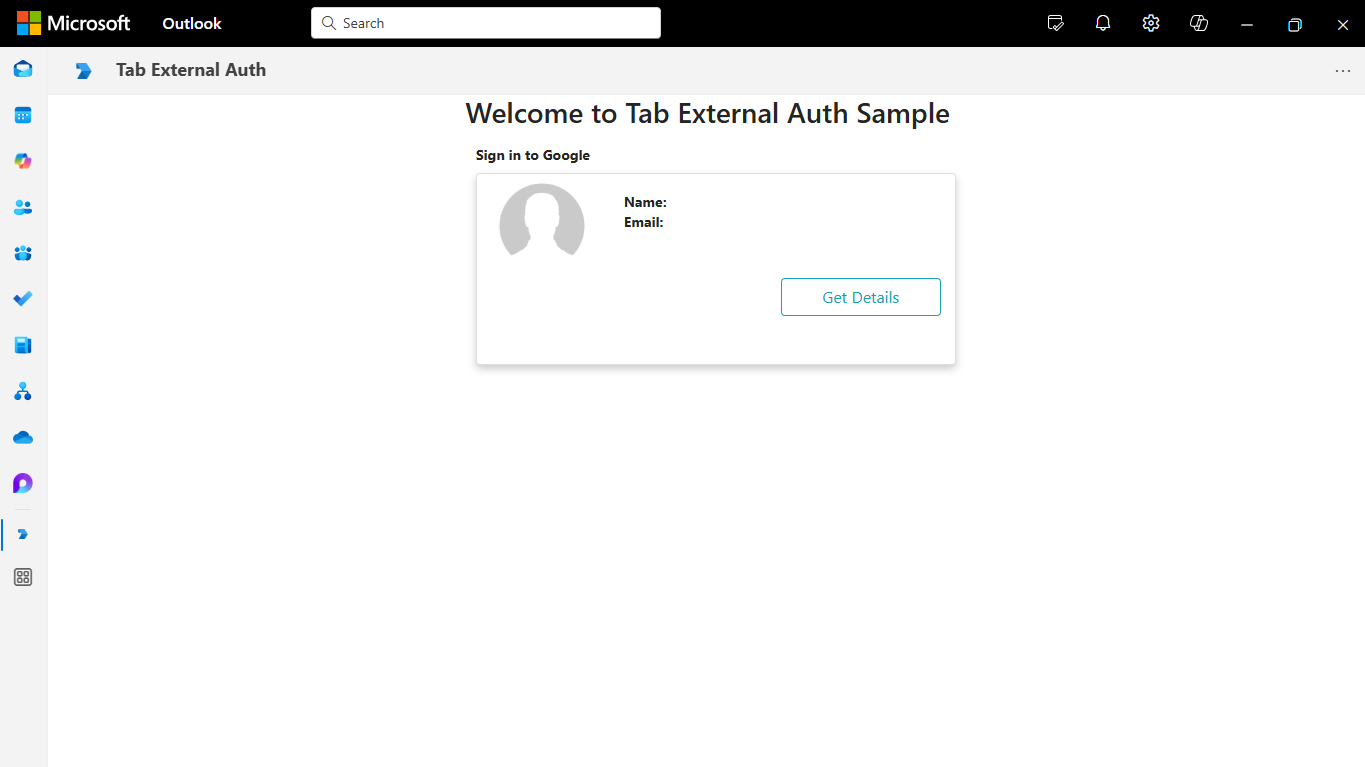 Microsoft Outlook Search
Tab External Auth
Welcome to Tab External Auth Sample
Sign in to Google
Name:
Email:
Get Details